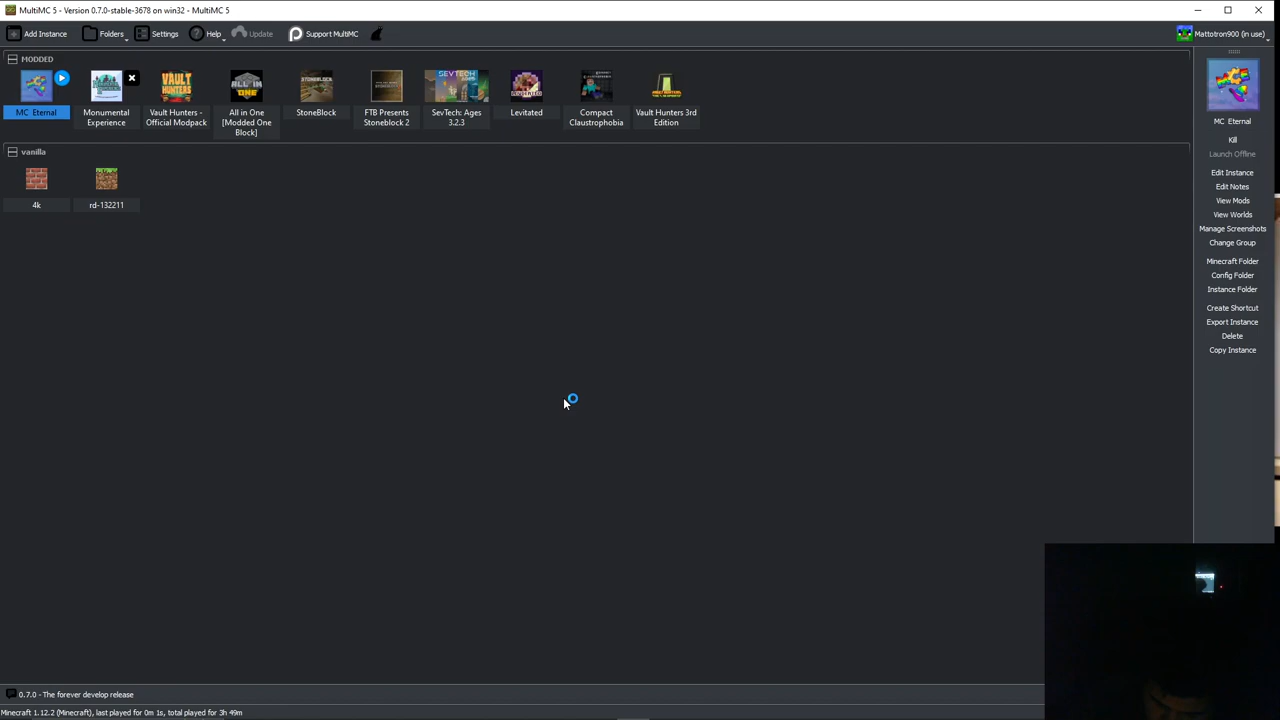 MultiMC 5 - Version 0.7.0-stable-3678 on win32 - MultiMC 5
Add Instance Folders Settings Help Update Support MultiMC Mattotron900 (in use)
MODDED
MC Eternal
Monumental Experience
Vault Hunters - Official Modpack
All in One [Modded One Block]
StoneBlock
FTB Presents Stoneblock 2
SevTech: Ages 3.2.3
Levitated
Compact Claustrophobia
Vault Hunters 3rd Edition
vanilla
4k
rd-132211
MC Eternal
Kill
Launch Offline
Edit Instance
Edit Notes
View Mods
View Worlds
Manage Screenshots
Change Group
Minecraft Folder
Config Folder
Instance Folder
Create Shortcut
Export Instance
Delete
Copy Instance
0.7.0 - The forever develop release
Minecraft 1.12.2 (Minecraft), last played for 0m 1s, total played for 3h 49m